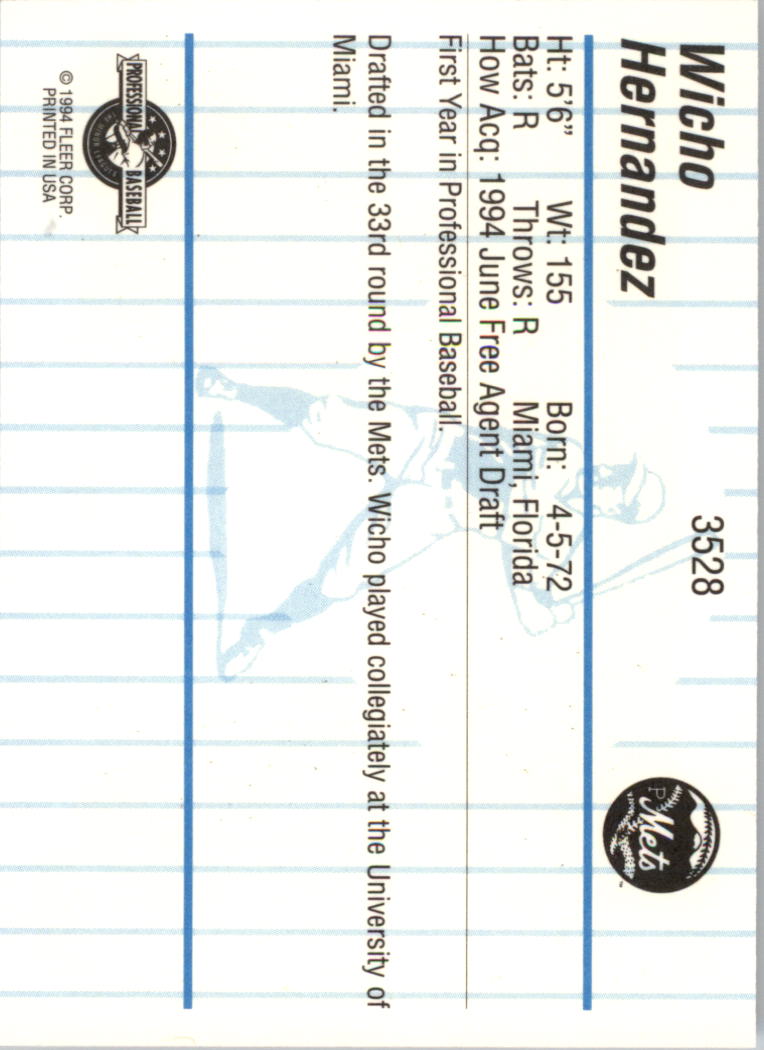 Wicho
Hernandez
3528
P
Mets
™
Ht: 5'6" Wt: 155 Born: 4-5-72
Bats: R Throws: R Miami, Florida
How Acq: 1994 June Free Agent Draft
First Year in Professional Baseball.
Drafted in the 33rd round by the Mets. Wicho played collegiately at the University of
Miami.
PROFESSIONAL BASEBALL
© 1994 FLEER CORP.
PRINTED IN USA